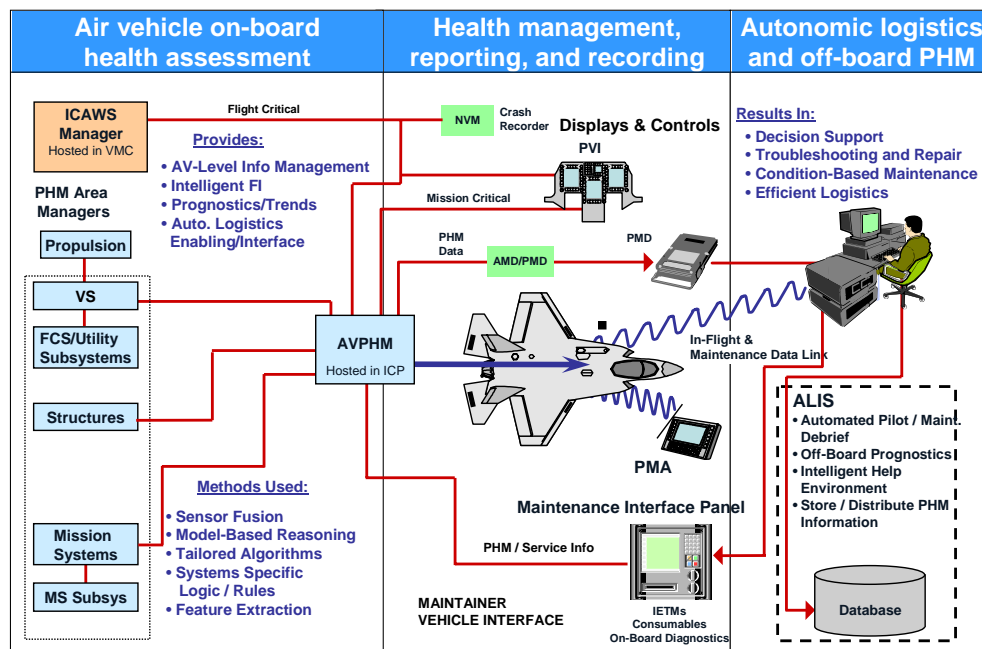 Air vehicle on-board
health assessment
Health management,
reporting, and recording
Autonomic logistics
and off-board PHM
ICAWS
Manager
Hosted in VMC
Flight Critical
Provides:
• AV-Level Info Management
• Intelligent FI
• Prognostics/Trends
• Auto. Logistics
Enabling/Interface
PHM Area
Managers
Propulsion
VS
FCS/Utility
Subsystems
Structures
Mission
Systems
MS Subsys
AVPHM
Hosted in ICP
Methods Used:
• Sensor Fusion
• Model-Based Reasoning
• Tailored Algorithms
• Systems Specific
Logic / Rules
• Feature Extraction
NVM
Crash
Recorder
Displays & Controls
PVI
Mission Critical
PHM
Data
AMD/PMD
PMD
In-Flight &
Maintenance Data Link
PMA
Maintenance Interface Panel
PHM / Service Info
MAINTAINER
VEHICLE INTERFACE
IETMs
Consumables
On-Board Diagnostics
Results In:
• Decision Support
• Troubleshooting and Repair
• Condition-Based Maintenance
• Efficient Logistics
ALIS
• Automated Pilot / Maint.
Debrief
• Off-Board Prognostics
• Intelligent Help
Environment
• Store / Distribute PHM
Information
Database